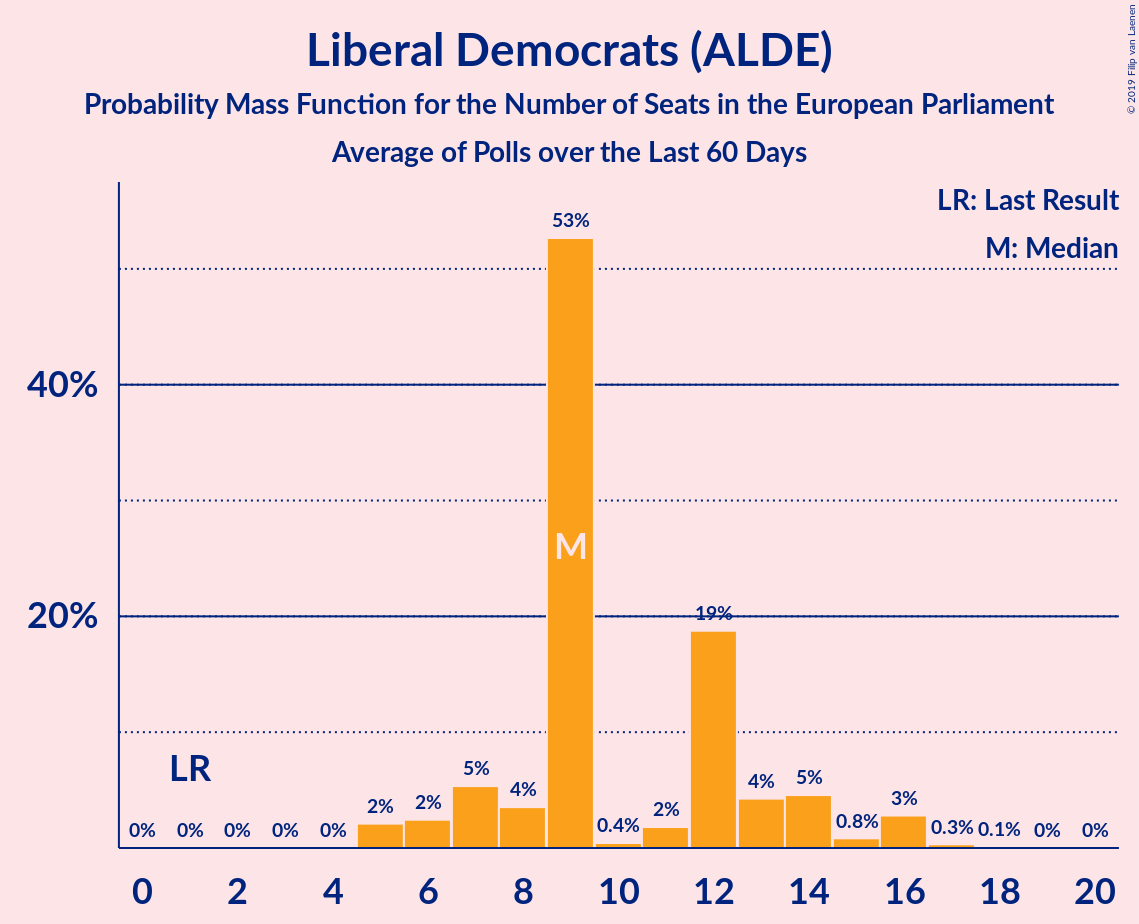 Liberal Democrats (ALDE)
Probability Mass Function for the Number of Seats in the European Parliament
Average of Polls over the Last 60 Days
© 2019 Filip van Laenen
LR: Last Result
M: Median
53%
40%
M
20%
19%
LR
0% 0% 0% 0% 0% 2% 2% 5% 4% 0.4% 2% 4% 5% 0.8% 3% 0.3% 0.1% 0% 0%
0 2 4 6 8 10 12 14 16 18 20